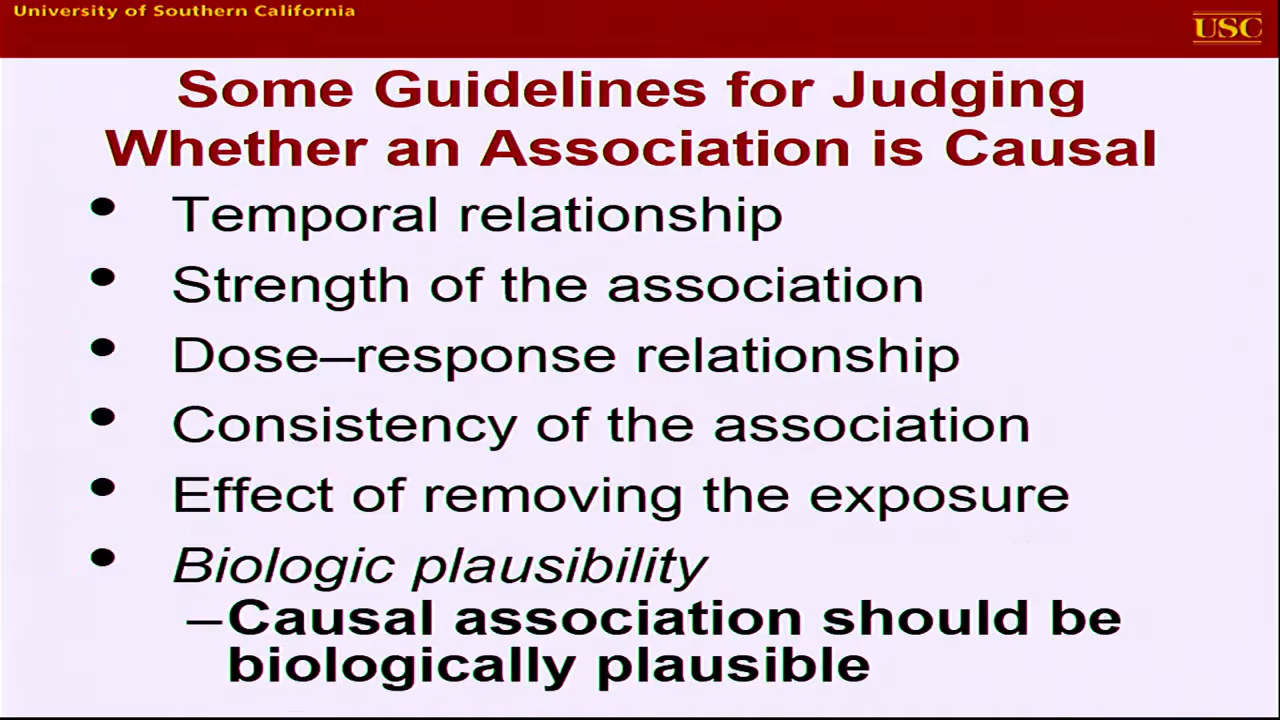 University of Southern California
USC
Some Guidelines for Judging
Whether an Association is Causal
• Temporal relationship
• Strength of the association
• Dose–response relationship
• Consistency of the association
• Effect of removing the exposure
• Biologic plausibility
–Causal association should be
biologically plausible